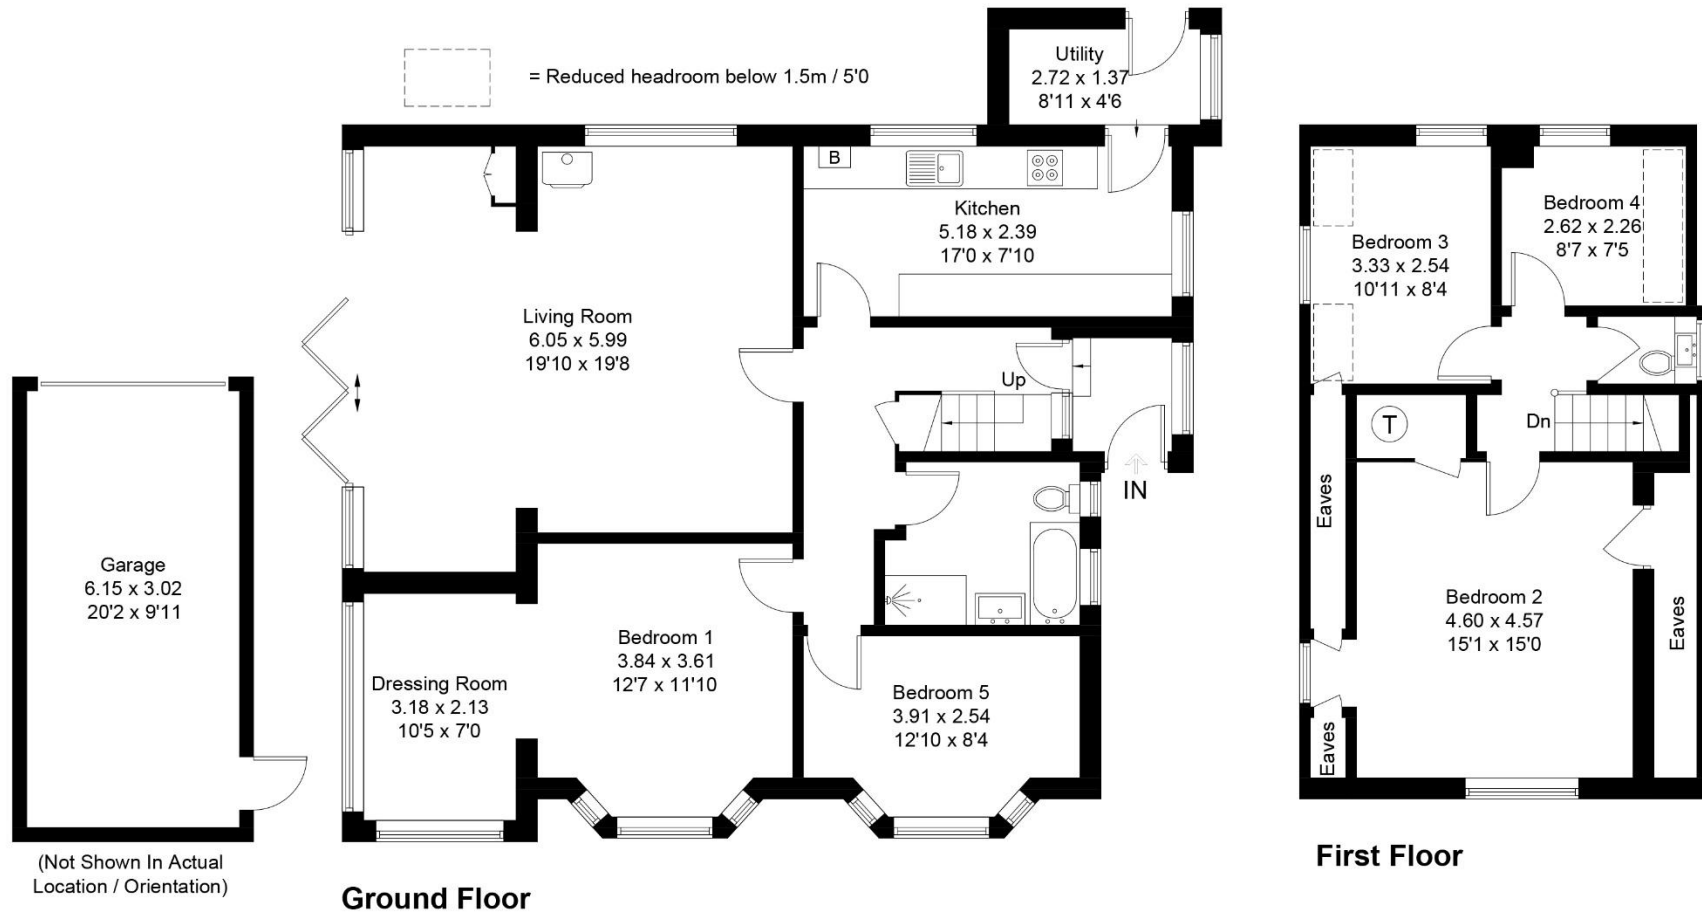 = Reduced headroom below 1.5m / 5'0
Utility
2.72 x 1.37
8'11 x 4'6
B
Kitchen
5.18 x 2.39
17'0 x 7'10
Living Room
6.05 x 5.99
19'10 x 19'8
Up
IN
Garage
6.15 x 3.02
20'2 x 9'11
Bedroom 1
3.84 x 3.61
12'7 x 11'10
Dressing Room
3.18 x 2.13
10'5 x 7'0
Bedroom 5
3.91 x 2.54
12'10 x 8'4
(Not Shown In Actual
Location / Orientation)
Ground Floor
Bedroom 4
2.62 x 2.26
8'7 x 7'5
Bedroom 3
3.33 x 2.54
10'11 x 8'4
T
Dn
Eaves
Bedroom 2
4.60 x 4.57
15'1 x 15'0
Eaves
Eaves
First Floor